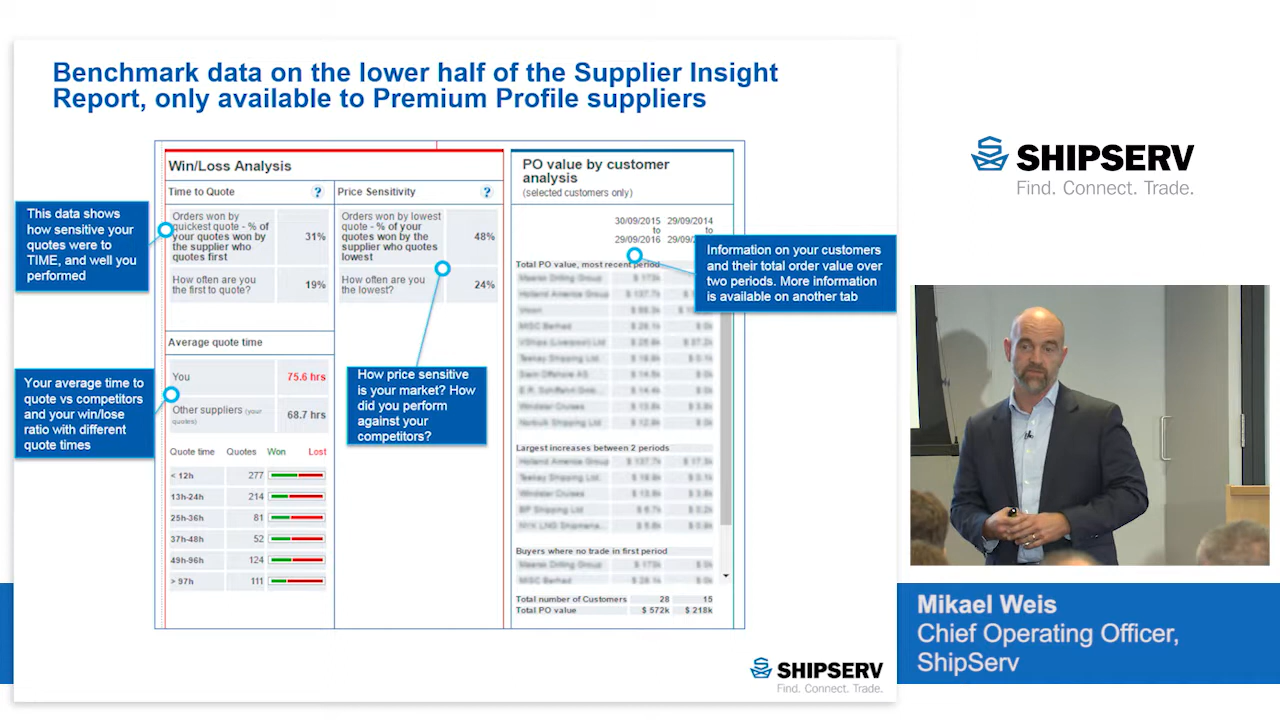 Benchmark data on the lower half of the Supplier Insight
Report, only available to Premium Profile suppliers
SHIPSERV
Find. Connect. Trade.
This data shows
how sensitive your
quotes were to
TIME, and well you
performed
Your average time to
quote vs competitors
and your win/lose
ratio with different
quote times
Win/Loss Analysis
Time to Quote ?
Orders won by
quickest quote - % of
your quotes won by
the supplier who
quotes first
31%
How often are you
the first to quote?
19%
Price Sensitivity ?
Orders won by lowest
quote - % of your
quotes won by the
supplier who quotes
lowest
48%
How often are you
the lowest?
24%
Average quote time
You 75.6 hrs
Other suppliers (your
quotes)
68.7 hrs
Quote time Quotes Won Lost
< 12h 277
13h-24h 214
25h-36h 81
37h-48h 52
49h-96h 124
> 97h 111
How price sensitive
is your market? How
did you perform
against your
competitors?
PO value by customer
analysis
(selected customers only)
30/09/2015 29/09/2014
to to
29/09/2016
Information on your customers
and their total order value over
two periods. More information
is available on another tab
Total PO value, most recent period
Largest increases between 2 periods
Buyers where no trade in first period
Total number of Customers 28 15
Total PO value $ 572k $ 218k
SHIPSERV
Find. Connect. Trade.
Mikael Weis
Chief Operating Officer,
ShipServ